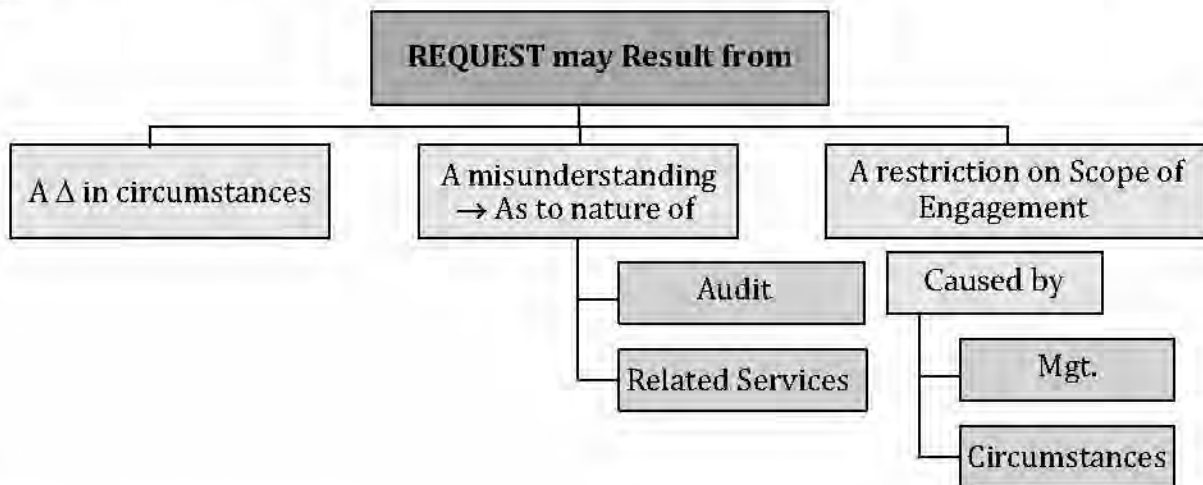 REQUEST may Result from
A Δ in circumstances
A misunderstanding
→ As to nature of
Audit
Related Services
A restriction on Scope of
Engagement
Caused by
Mgt.
Circumstances